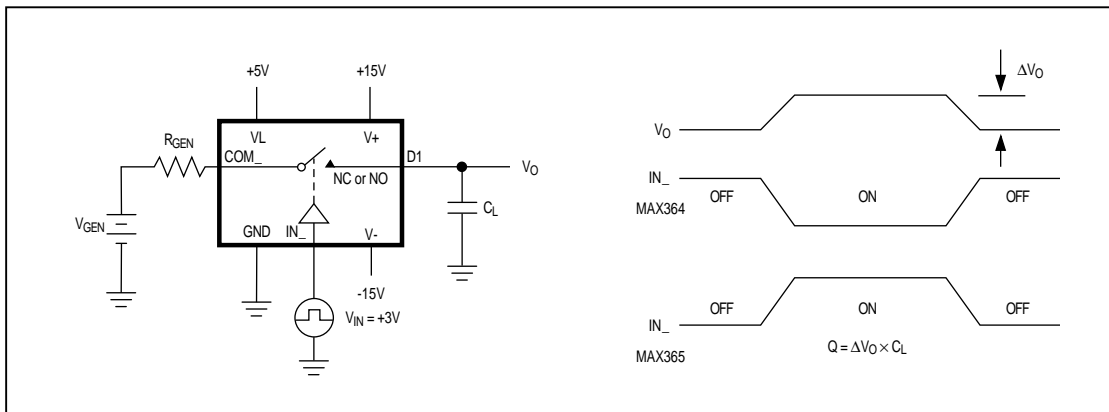 +5V +15V
VL V+
RGEN
COM_ D1
NC or NO
VO
VGEN
CL
GND IN_ V-
-15V
VIN = +3V
ΔVO
VO
IN_
MAX364
OFF ON OFF
IN_
MAX365
OFF ON OFF
Q = ΔVO × CL